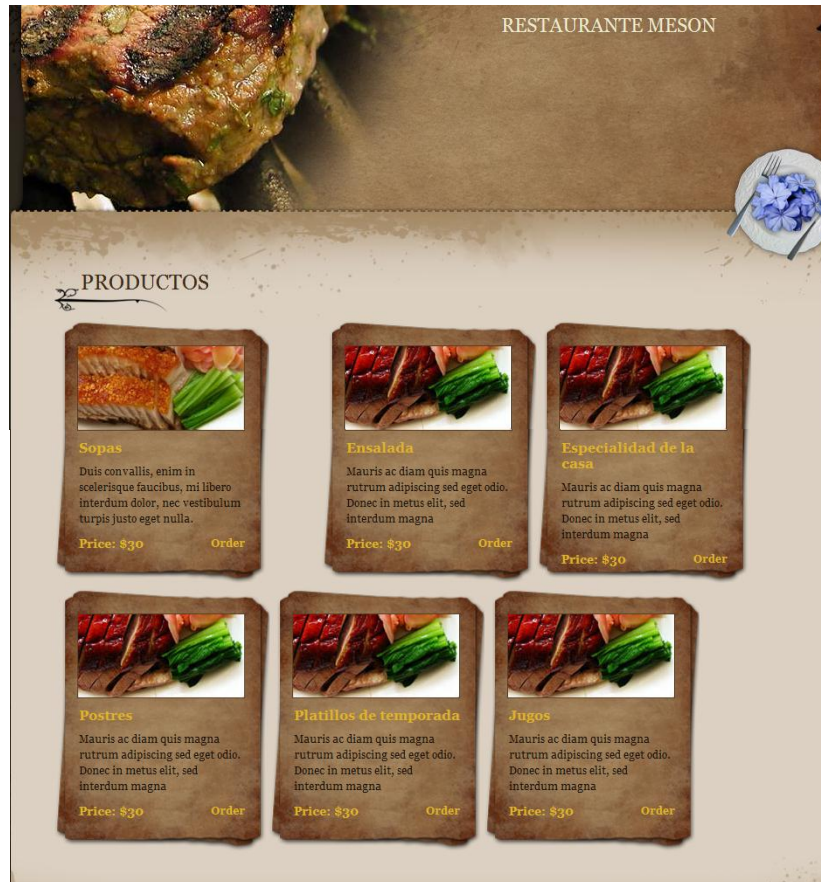 RESTAURANTE MESON
PRODUCTOS
Sopas
Duis convallis, enim in
scelerisque faucibus, mi libero
interdum dolor, nec vestibulum
turpis justo eget nulla.
Price: $30 Order
Ensalada
Mauris ac diam quis magna
rutrum adipiscing sed eget odio.
Donec in metus elit, sed
interdum magna
Price: $30 Order
Especialidad de la
casa
Mauris ac diam quis magna
rutrum adipiscing sed eget odio.
Donec in metus elit, sed
interdum magna
Price: $30 Order
Postres
Mauris ac diam quis magna
rutrum adipiscing sed eget odio.
Donec in metus elit, sed
interdum magna
Price: $30 Order
Platillos de temporada
Mauris ac diam quis magna
rutrum adipiscing sed eget odio.
Donec in metus elit, sed
interdum magna
Price: $30 Order
Jugos
Mauris ac diam quis magna
rutrum adipiscing sed eget odio.
Donec in metus elit, sed
interdum magna
Price: $30 Order